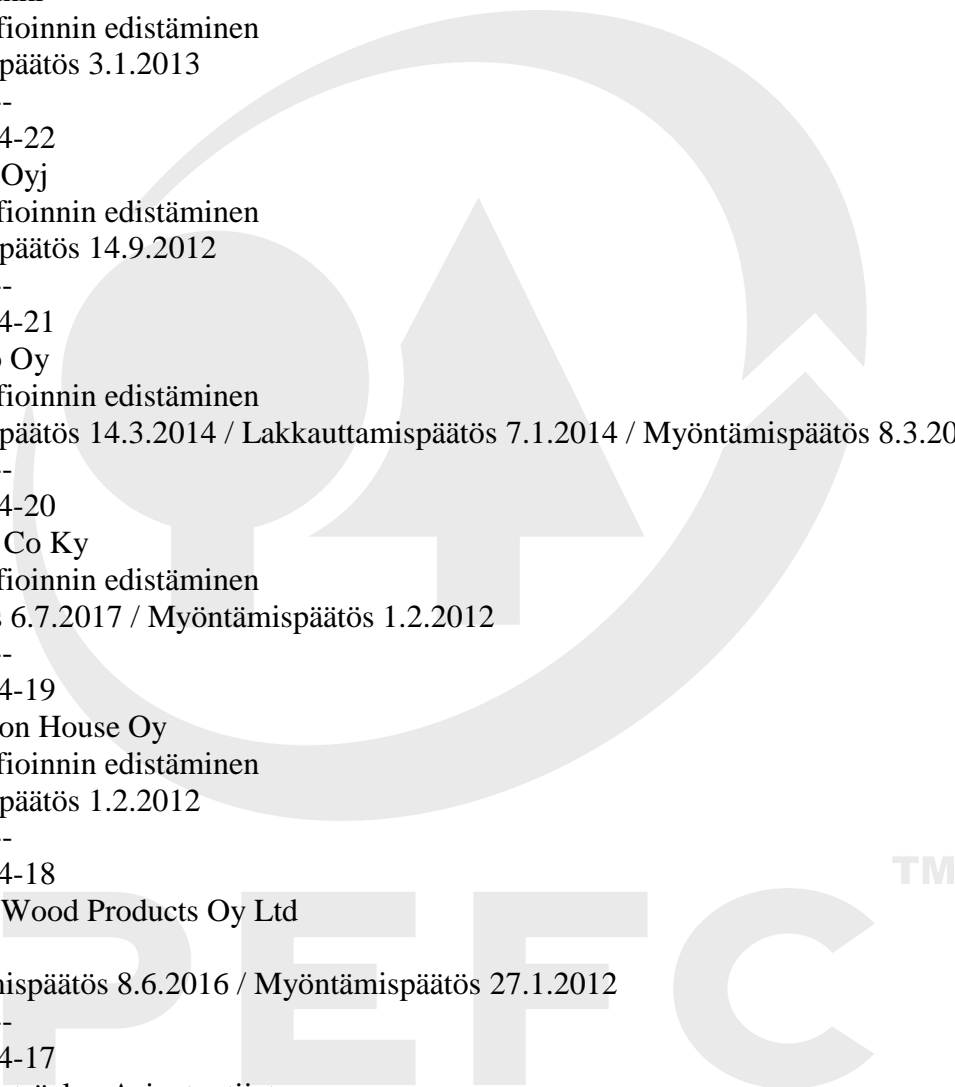 fioinnin edistäminen
päätös 3.1.2013
--
4-22
Oyj
fioinnin edistäminen
päätös 14.9.2012
--
4-21
Oy
fioinnin edistäminen
päätös 14.3.2014 / Lakkauttamispäätös 7.1.2014 / Myöntämispäätös 8.3.20
--
4-20
Co Ky
fioinnin edistäminen
6.7.2017 / Myöntämispäätös 1.2.2012
--
4-19
on House Oy
fioinnin edistäminen
päätös 1.2.2012
--
4-18
TM
Wood Products Oy Ltd
PEFC
ispäätös 8.6.2016 / Myöntämispäätös 27.1.2012
--
4-17